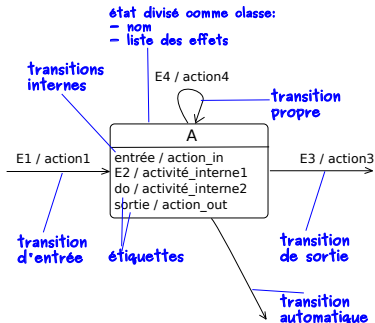 état divisé comme classe:
- nom
- liste des effets
transitions
internes
E4 / action4
transition
propre
A
E1 / action1
entrée / action_in
E2 / activité_interne1
do / activité_interne2
sortie / action_out
E3 / action3
transition
d'entrée
étiquettes
transition
de sortie
transition
automatique